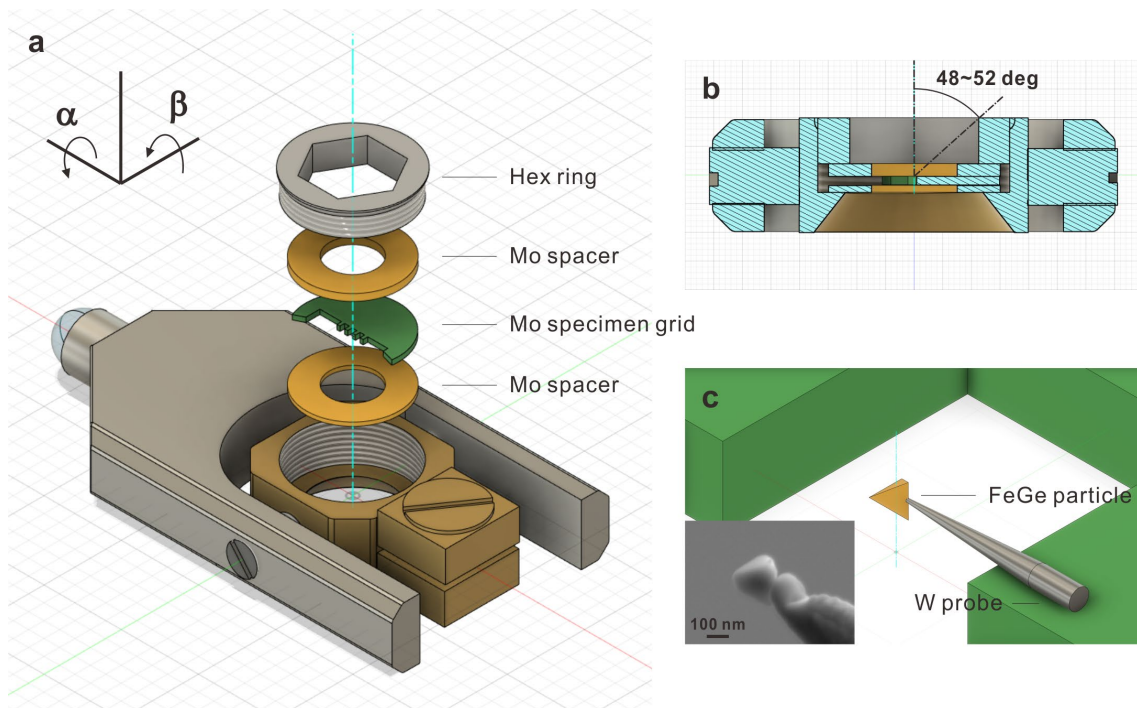 a
α
β
Hex ring
Mo spacer
Mo specimen grid
Mo spacer
b
48~52 deg
c
FeGe particle
W probe
100 nm